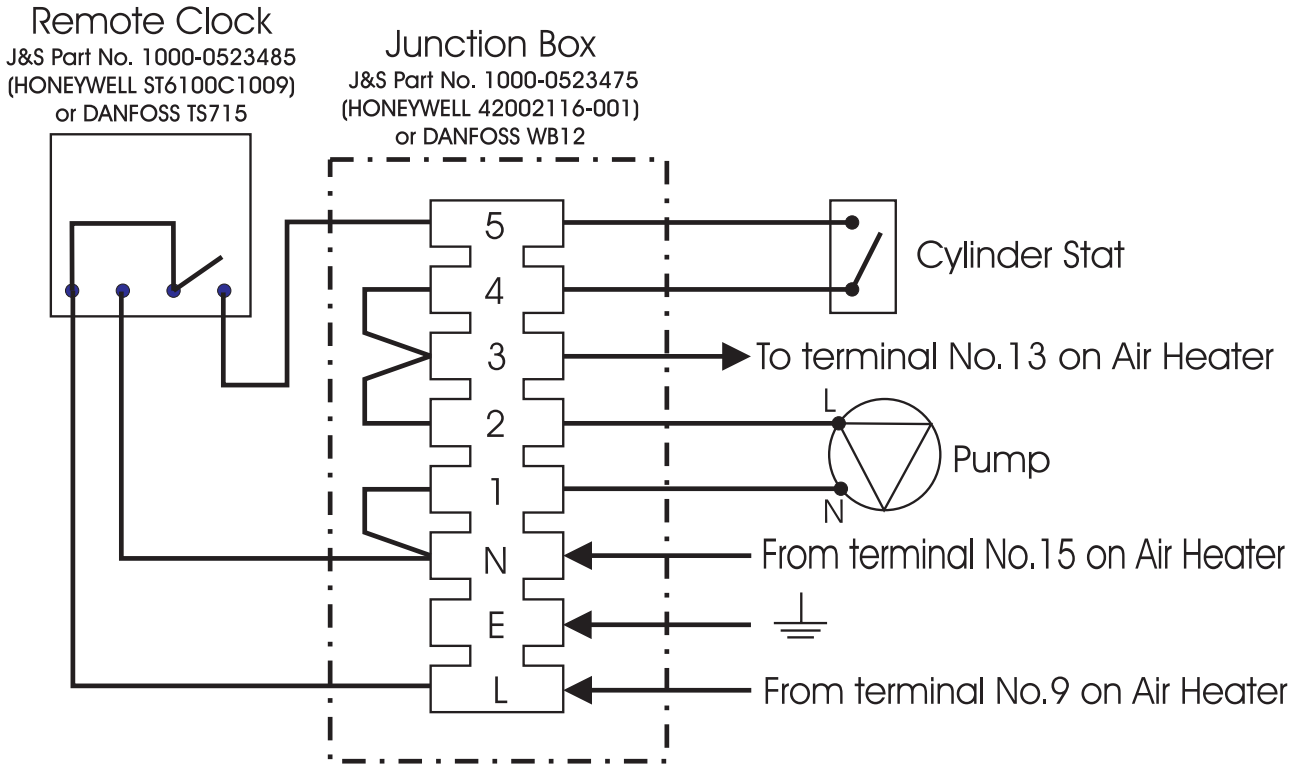 Remote Clock
J&S Part No. 1000-0523485
(HONEYWELL ST6100C1009)
or DANFOSS TS715
Junction Box
J&S Part No. 1000-0523475
(HONEYWELL 42002116-001)
or DANFOSS WB12
5
4
3
2
1
N
E
L
Cylinder Stat
To terminal No.13 on Air Heater
L
Pump
N
From terminal No.15 on Air Heater
From terminal No.9 on Air Heater